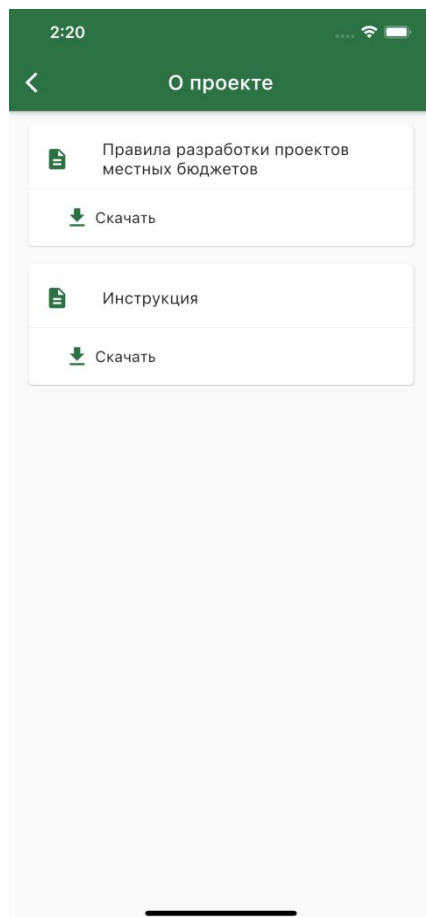 2:20
О проекте
Правила разработки проектов
местных бюджетов
Скачать
Инструкция
Скачать